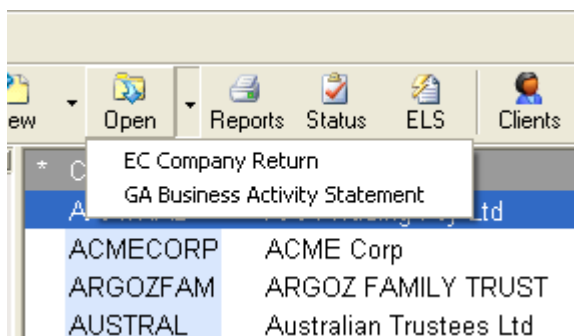 ew Open Reports Status ELS Clients
EC Company Return
GA Business Activity Statement
* C
Ltd
ACMECORP ACME Corp
ARGOZFAM ARGOZ FAMILY TRUST
AUSTRAL Australian Trustees Ltd